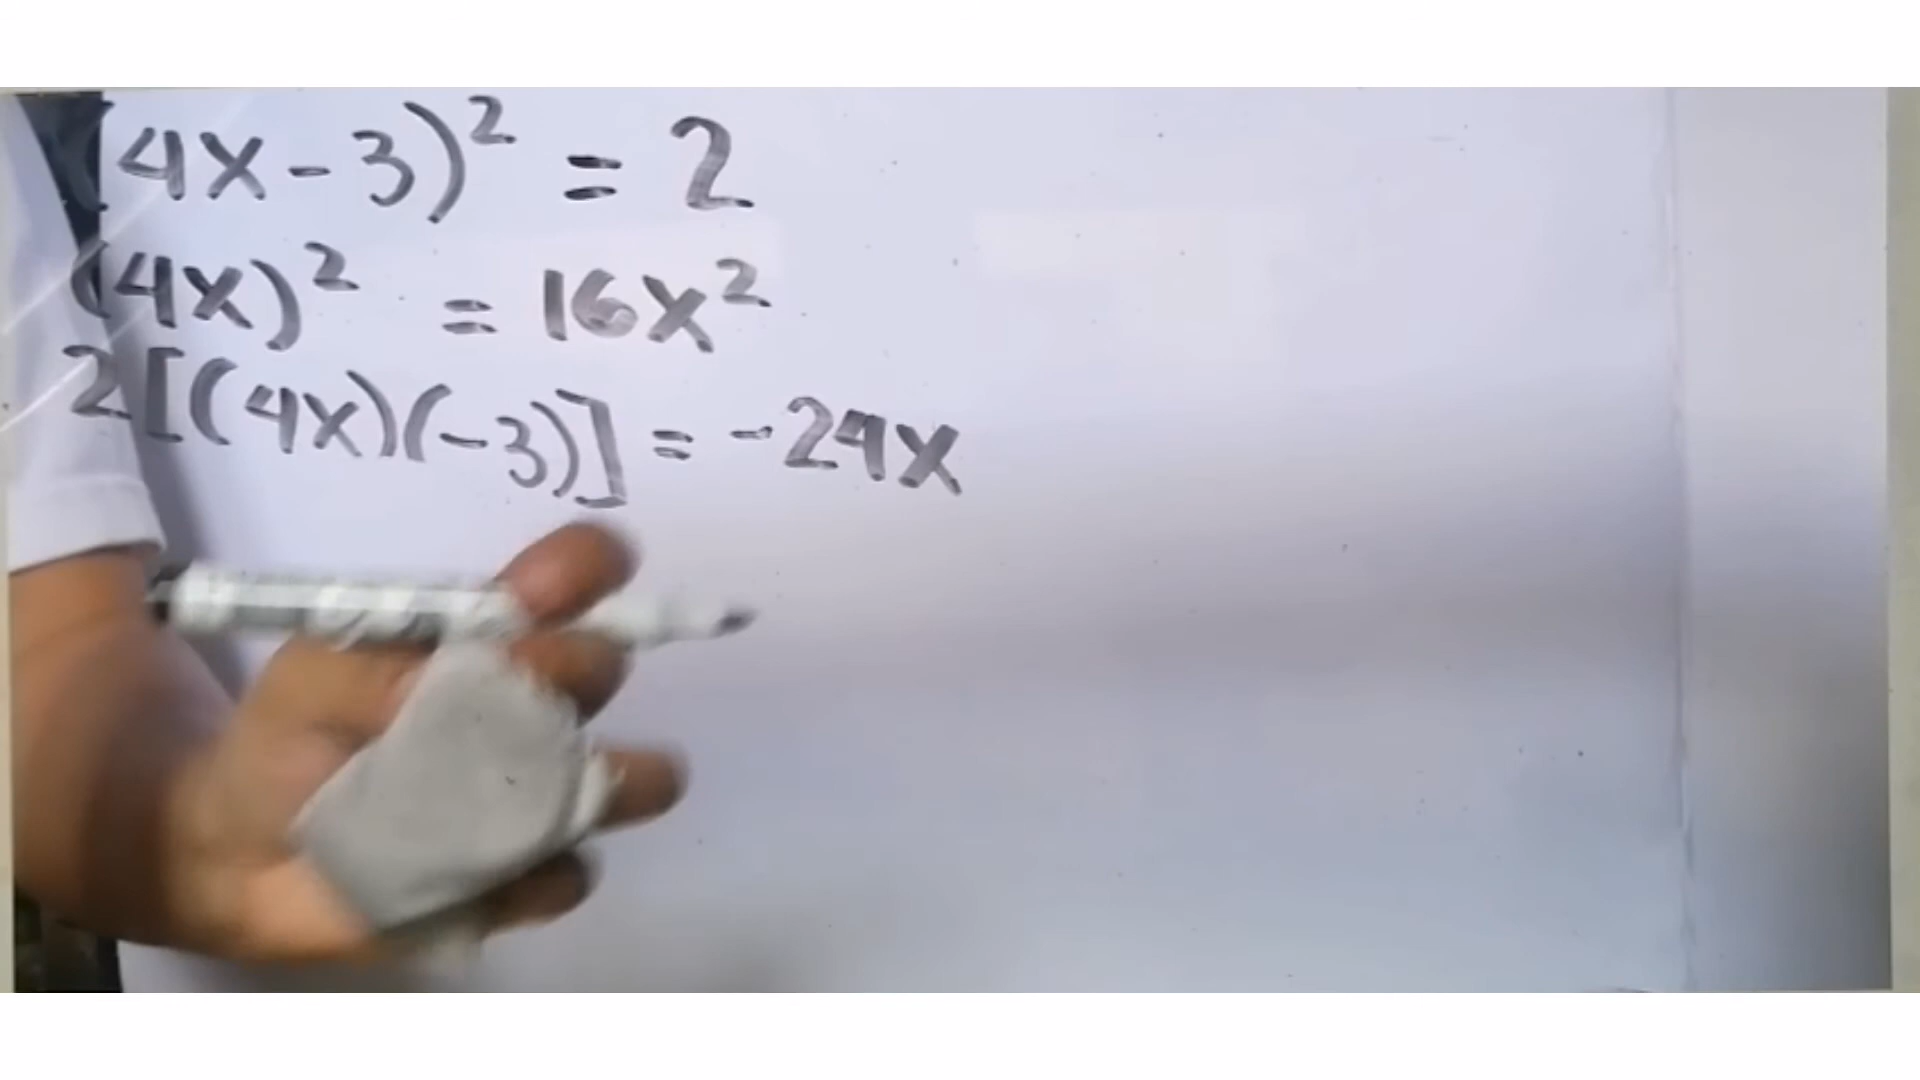 (4x-3)² = 2
(4x)² = 16x²
2[(4x)(-3)] = -24x